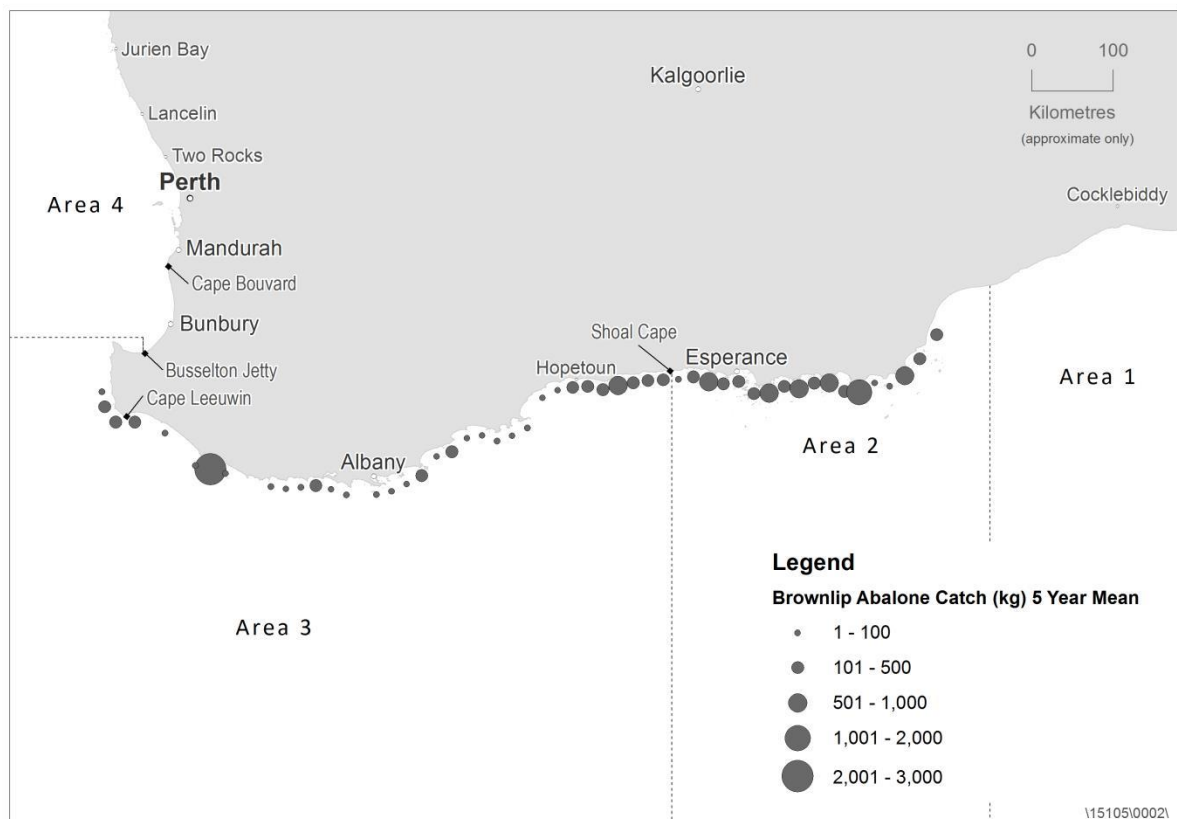 Jurien Bay
Lancelin
Two Rocks
Perth
Area 4
Mandurah
Cape Bouvard
Bunbury
Busselton Jetty
Cape Leeuwin
Kalgoorlie
0 100
Kilometres
(approximate only)
Cocklebiddy
Shoal Cape
Esperance
Hopetoun
Albany
Area 1
Area 2
Area 3
Legend
Brownlip Abalone Catch (kg) 5 Year Mean
1 - 100
101 - 500
501 - 1,000
1,001 - 2,000
2,001 - 3,000
\15105\0002\